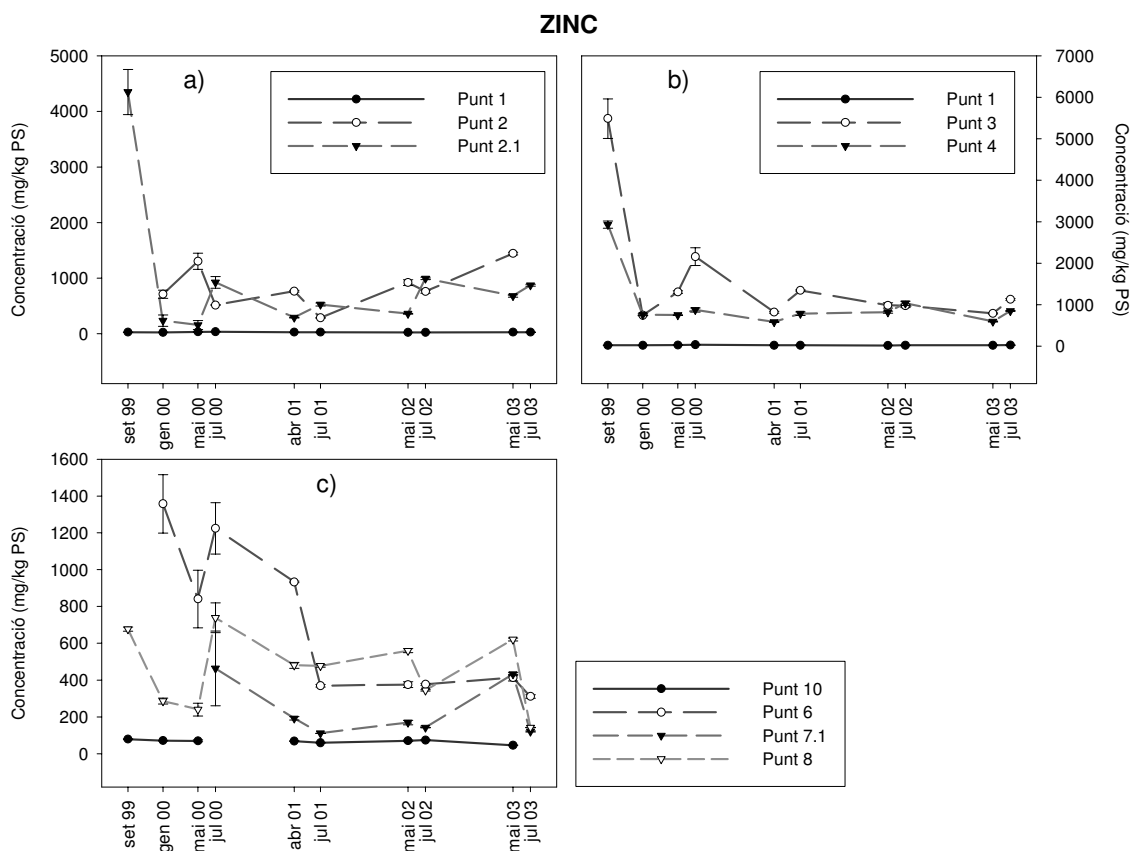 ZINC
a)
Concentració (mg/kg PS)
5000
4000
3000
2000
1000
0
Punt 1
Punt 2
Punt 2.1
set 99
gen 00
mai 00
jul 00
abr 01
jul 01
mai 02
jul 02
mai 03
jul 03
b)
Punt 1
Punt 3
Punt 4
7000
6000
5000
4000
3000
2000
1000
0
Concentració (mg/kg PS)
set 99
gen 00
mai 00
jul 00
abr 01
jul 01
mai 02
jul 02
mai 03
jul 03
c)
Concentració (mg/kg PS)
1600
1400
1200
1000
800
600
400
200
0
set 99
gen 00
mai 00
jul 00
abr 01
jul 01
mai 02
jul 02
mai 03
jul 03
Punt 10
Punt 6
Punt 7.1
Punt 8